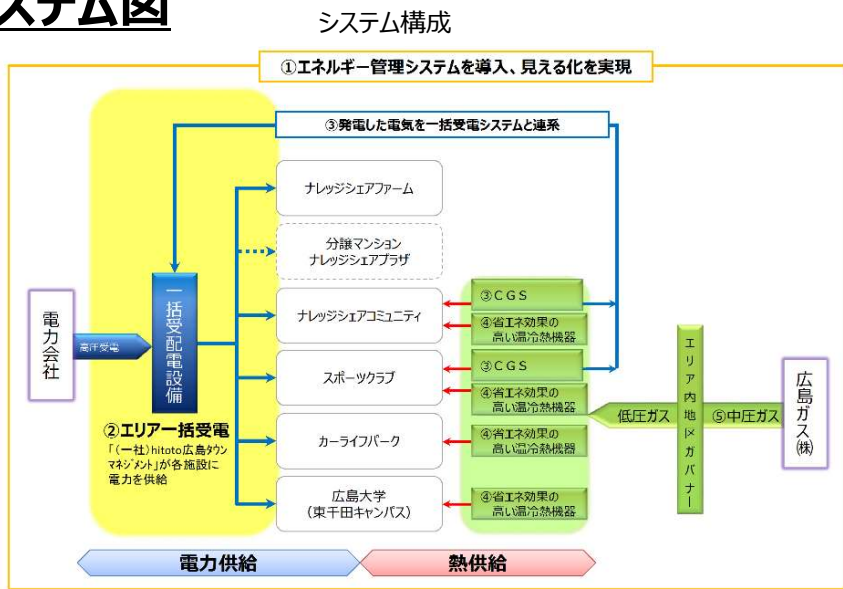 ステム図
システム構成
①エネルギー管理システムを導入、見える化を実現
③発電した電気を一括受電システムと連系
ナレッジシェアファーム
分譲マンション
ナレッジシェアプラザ
ナレッジシェアコミュニティ
スポーツクラブ
カーライフパーク
広島大学
(東千田キャンパス)
電力会社
高圧受電
一括受配電設備
②エリア一括受電
「(一社)hitoto広島タウン
マネジメント」が各施設に
電力を供給
③CGS
④省エネ効果の
高い温冷熱機器
③CGS
④省エネ効果の
高い温冷熱機器
④省エネ効果の
高い温冷熱機器
④省エネ効果の
高い温冷熱機器
低圧ガス
エリア内地区ガバナー
⑤中圧ガス
広島ガス㈱
電力供給
熱供給